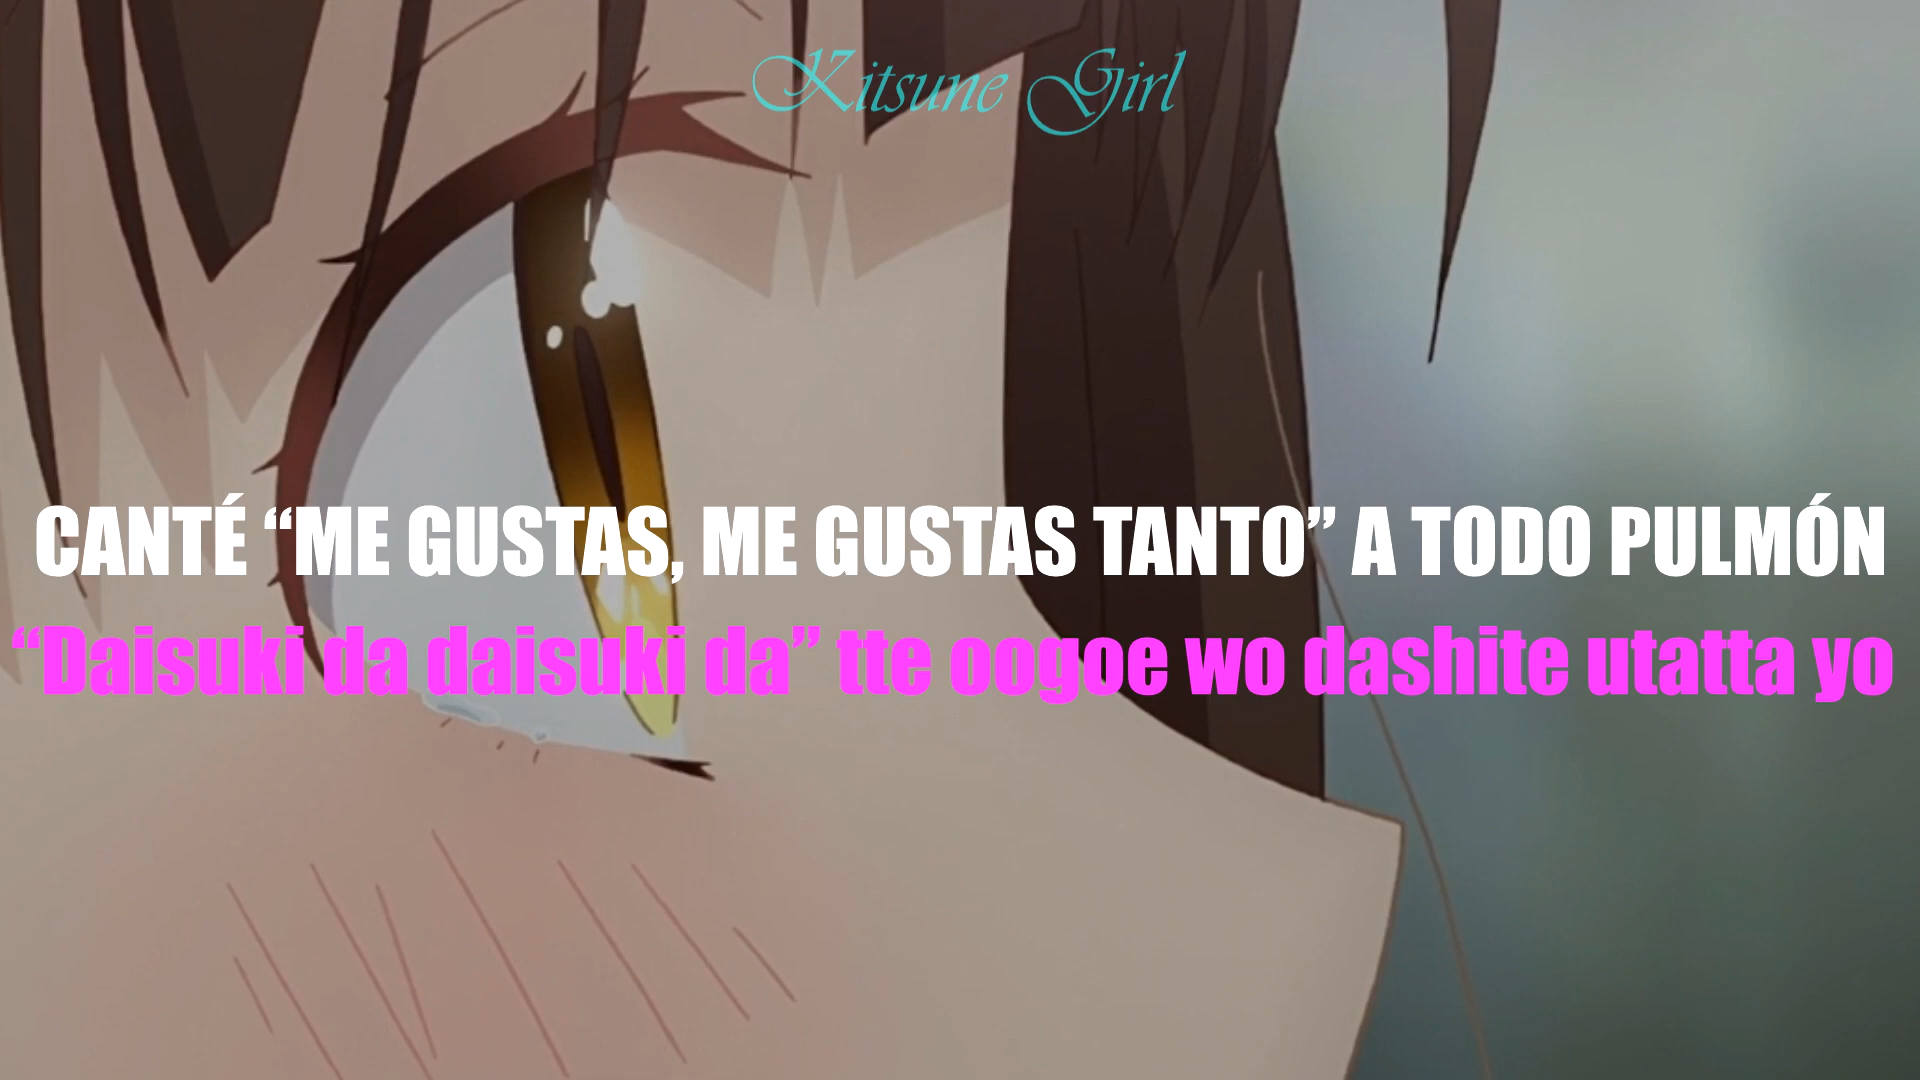 Kitsune Girl
CANTÉ “ME GUSTAS, ME GUSTAS TANTO” A TODO PULMÓN
“Daisuki da daisuki da” tte oogoe wo dashite utatta yo